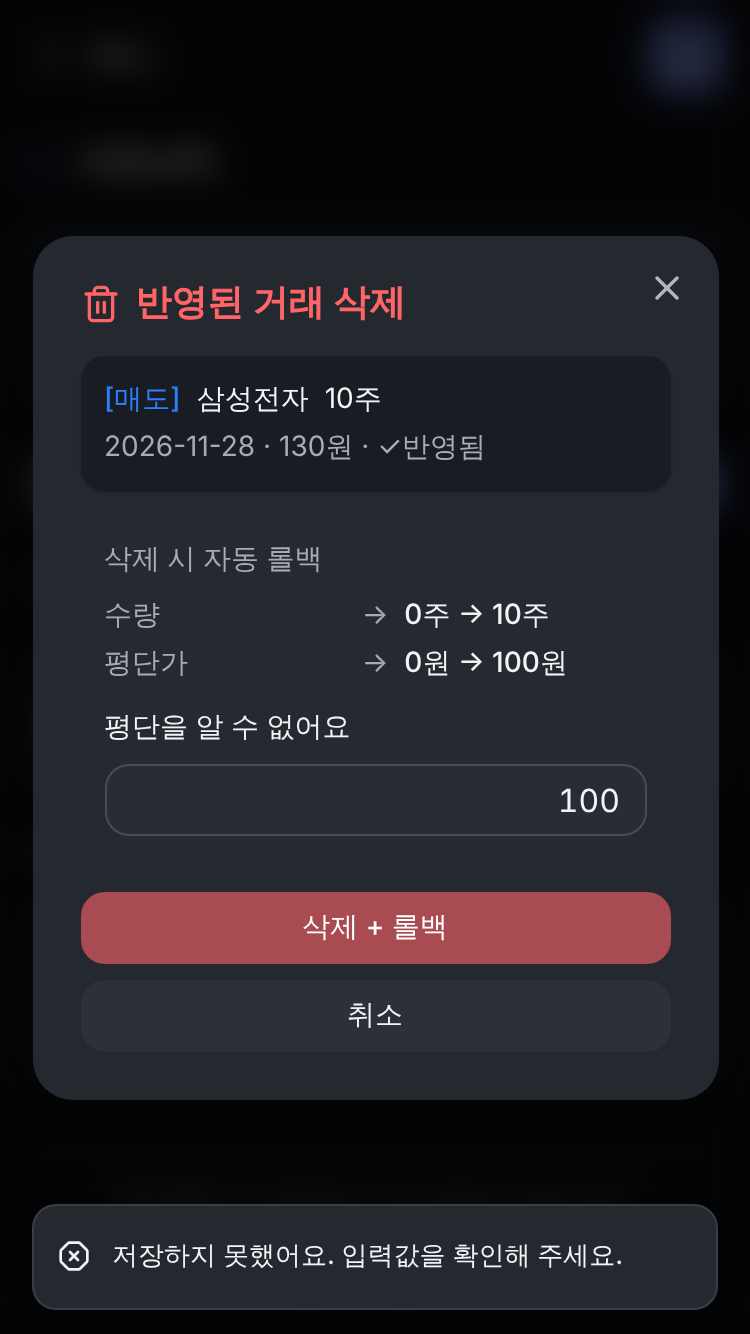 반영된 거래 삭제
[매도] 삼성전자 10주
2026-11-28 · 130원 · ✓반영됨
삭제 시 자동 롤백
수량 → 0주 → 10주
평단가 → 0원 → 100원
평단을 알 수 없어요
100
삭제 + 롤백
취소
저장하지 못했어요. 입력값을 확인해 주세요.